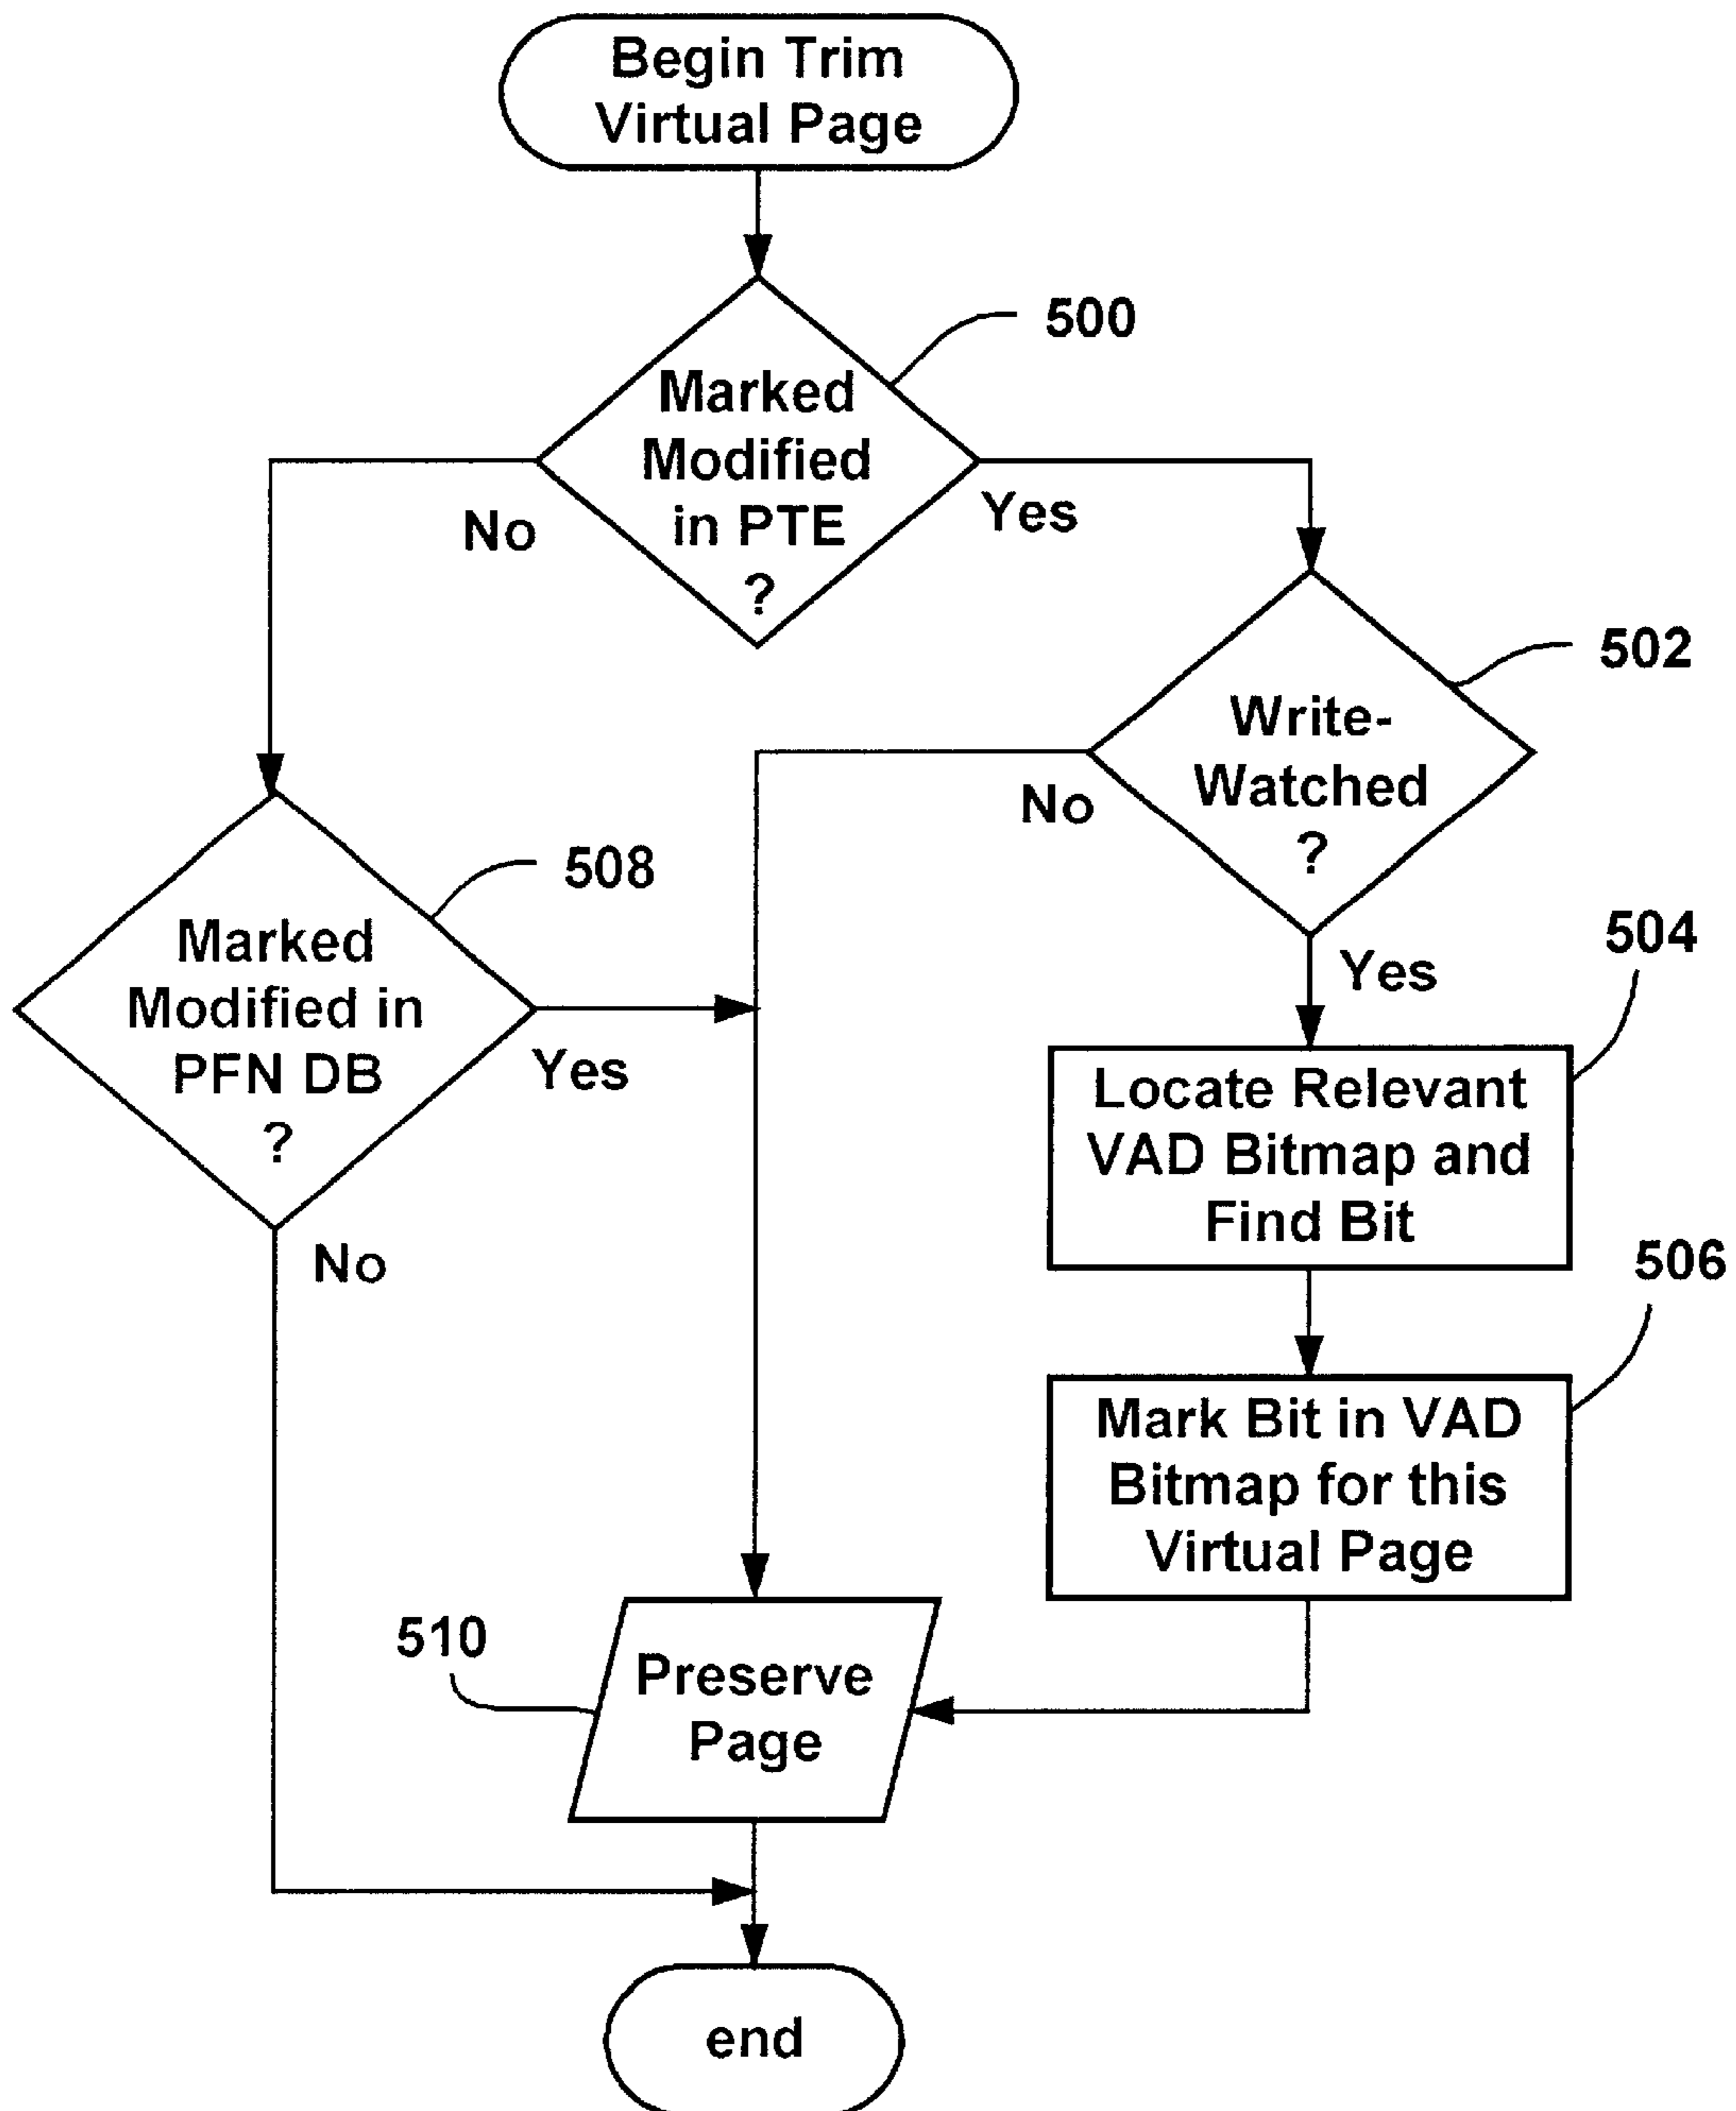 Begin Trim
Virtual Page
500
Marked
Modified
in PTE
?
No
Yes
502
Write-
Watched
?
No
Yes
508
Marked
Modified in
PFN DB
?
Yes
No
504
Locate Relevant
VAD Bitmap and
Find Bit
506
Mark Bit in VAD
Bitmap for this
Virtual Page
510
Preserve
Page
end